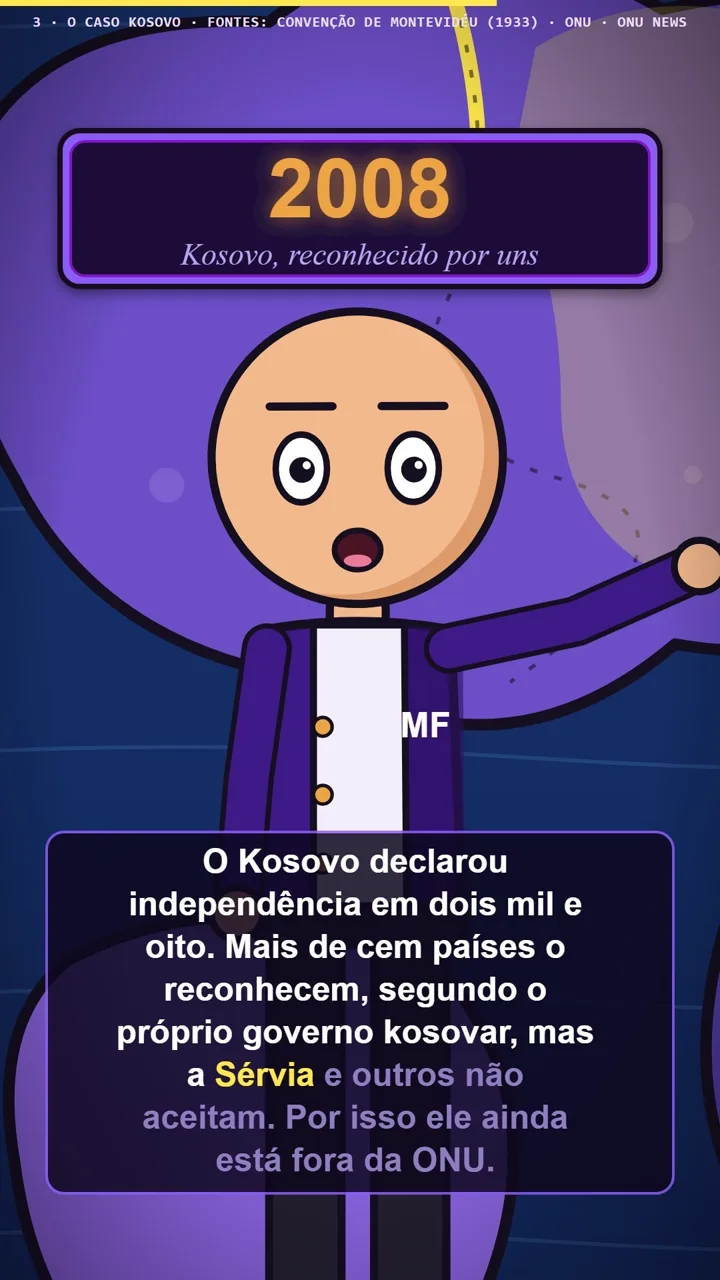 3 · O CASO KOSOVO · FONTES: CONVENÇÃO DE MONTEVIDÉU (1933) · ONU · ONU NEWS
2008
Kosovo, reconhecido por uns
MF
O Kosovo declarou
independência em dois mil e
oito. Mais de cem países o
reconhecem, segundo o
próprio governo kosovar, mas
a Sérvia e outros não
aceitam. Por isso ele ainda
está fora da ONU.